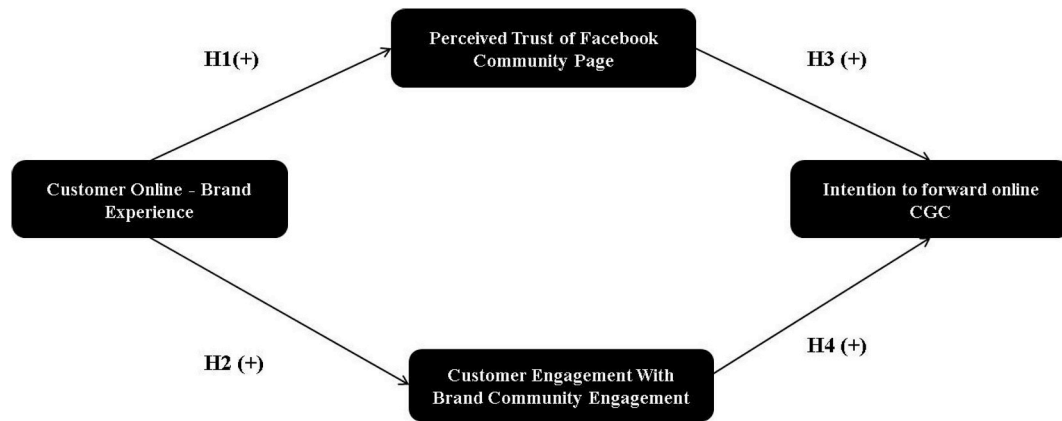 Perceived Trust of Facebook
Community Page
H1(+)
H3 (+)
Customer Online - Brand
Experience
Intention to forward online
CGC
H2 (+)
H4 (+)
Customer Engagement With
Brand Community Engagement